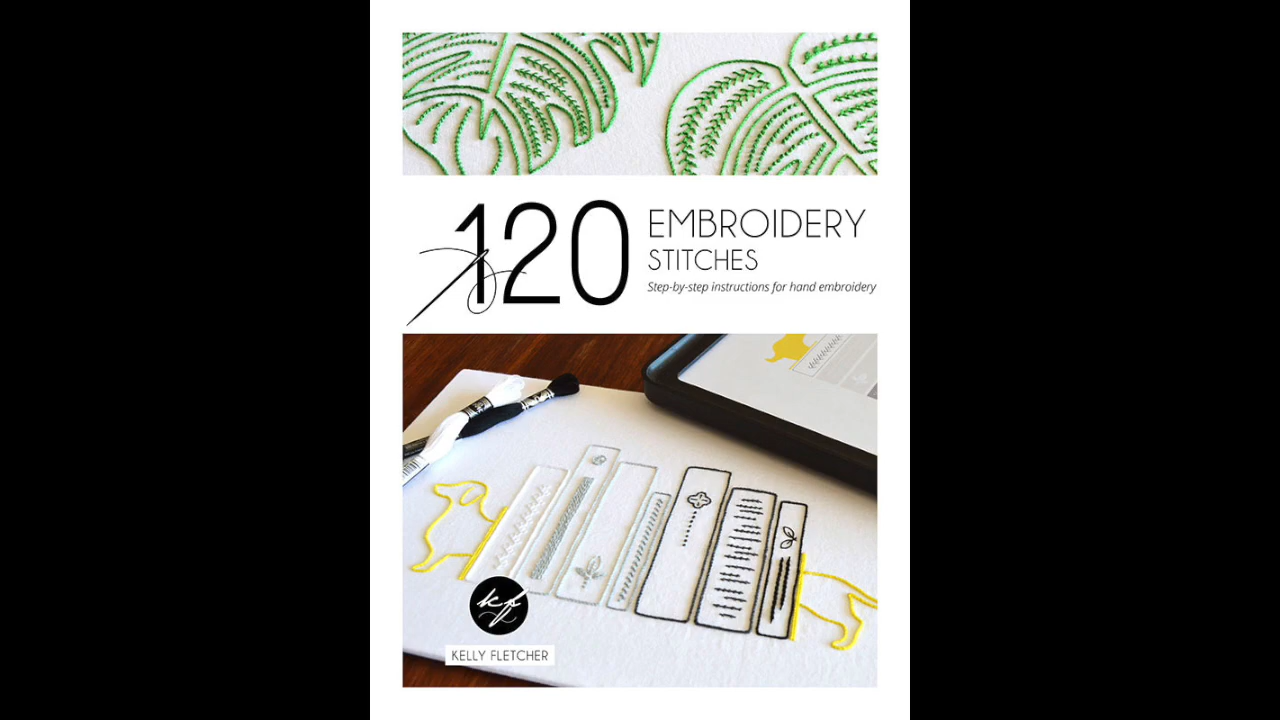 120
EMBROIDERY
STITCHES
Step-by-step instructions for hand embroidery
kf
KELLY FLETCHER